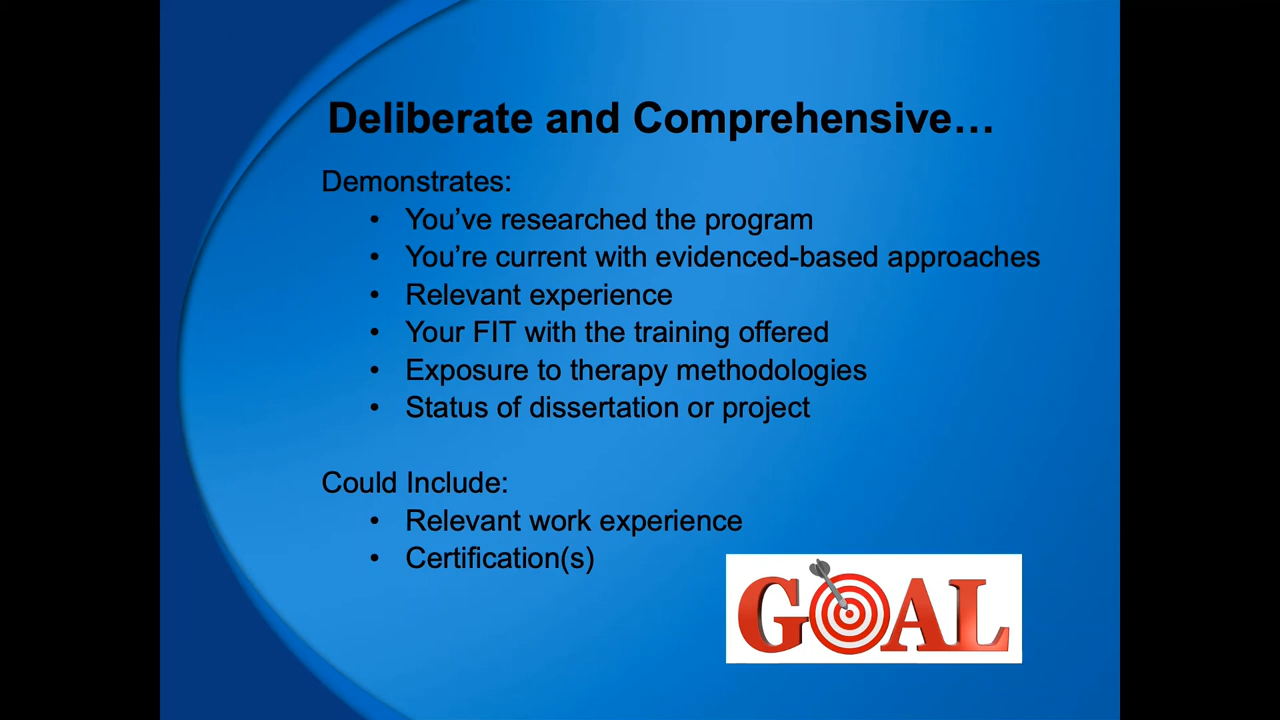 Deliberate and Comprehensive…
Demonstrates:
• You’ve researched the program
• You’re current with evidenced-based approaches
• Relevant experience
• Your FIT with the training offered
• Exposure to therapy methodologies
• Status of dissertation or project
Could Include:
• Relevant work experience
• Certification(s)
GOAL